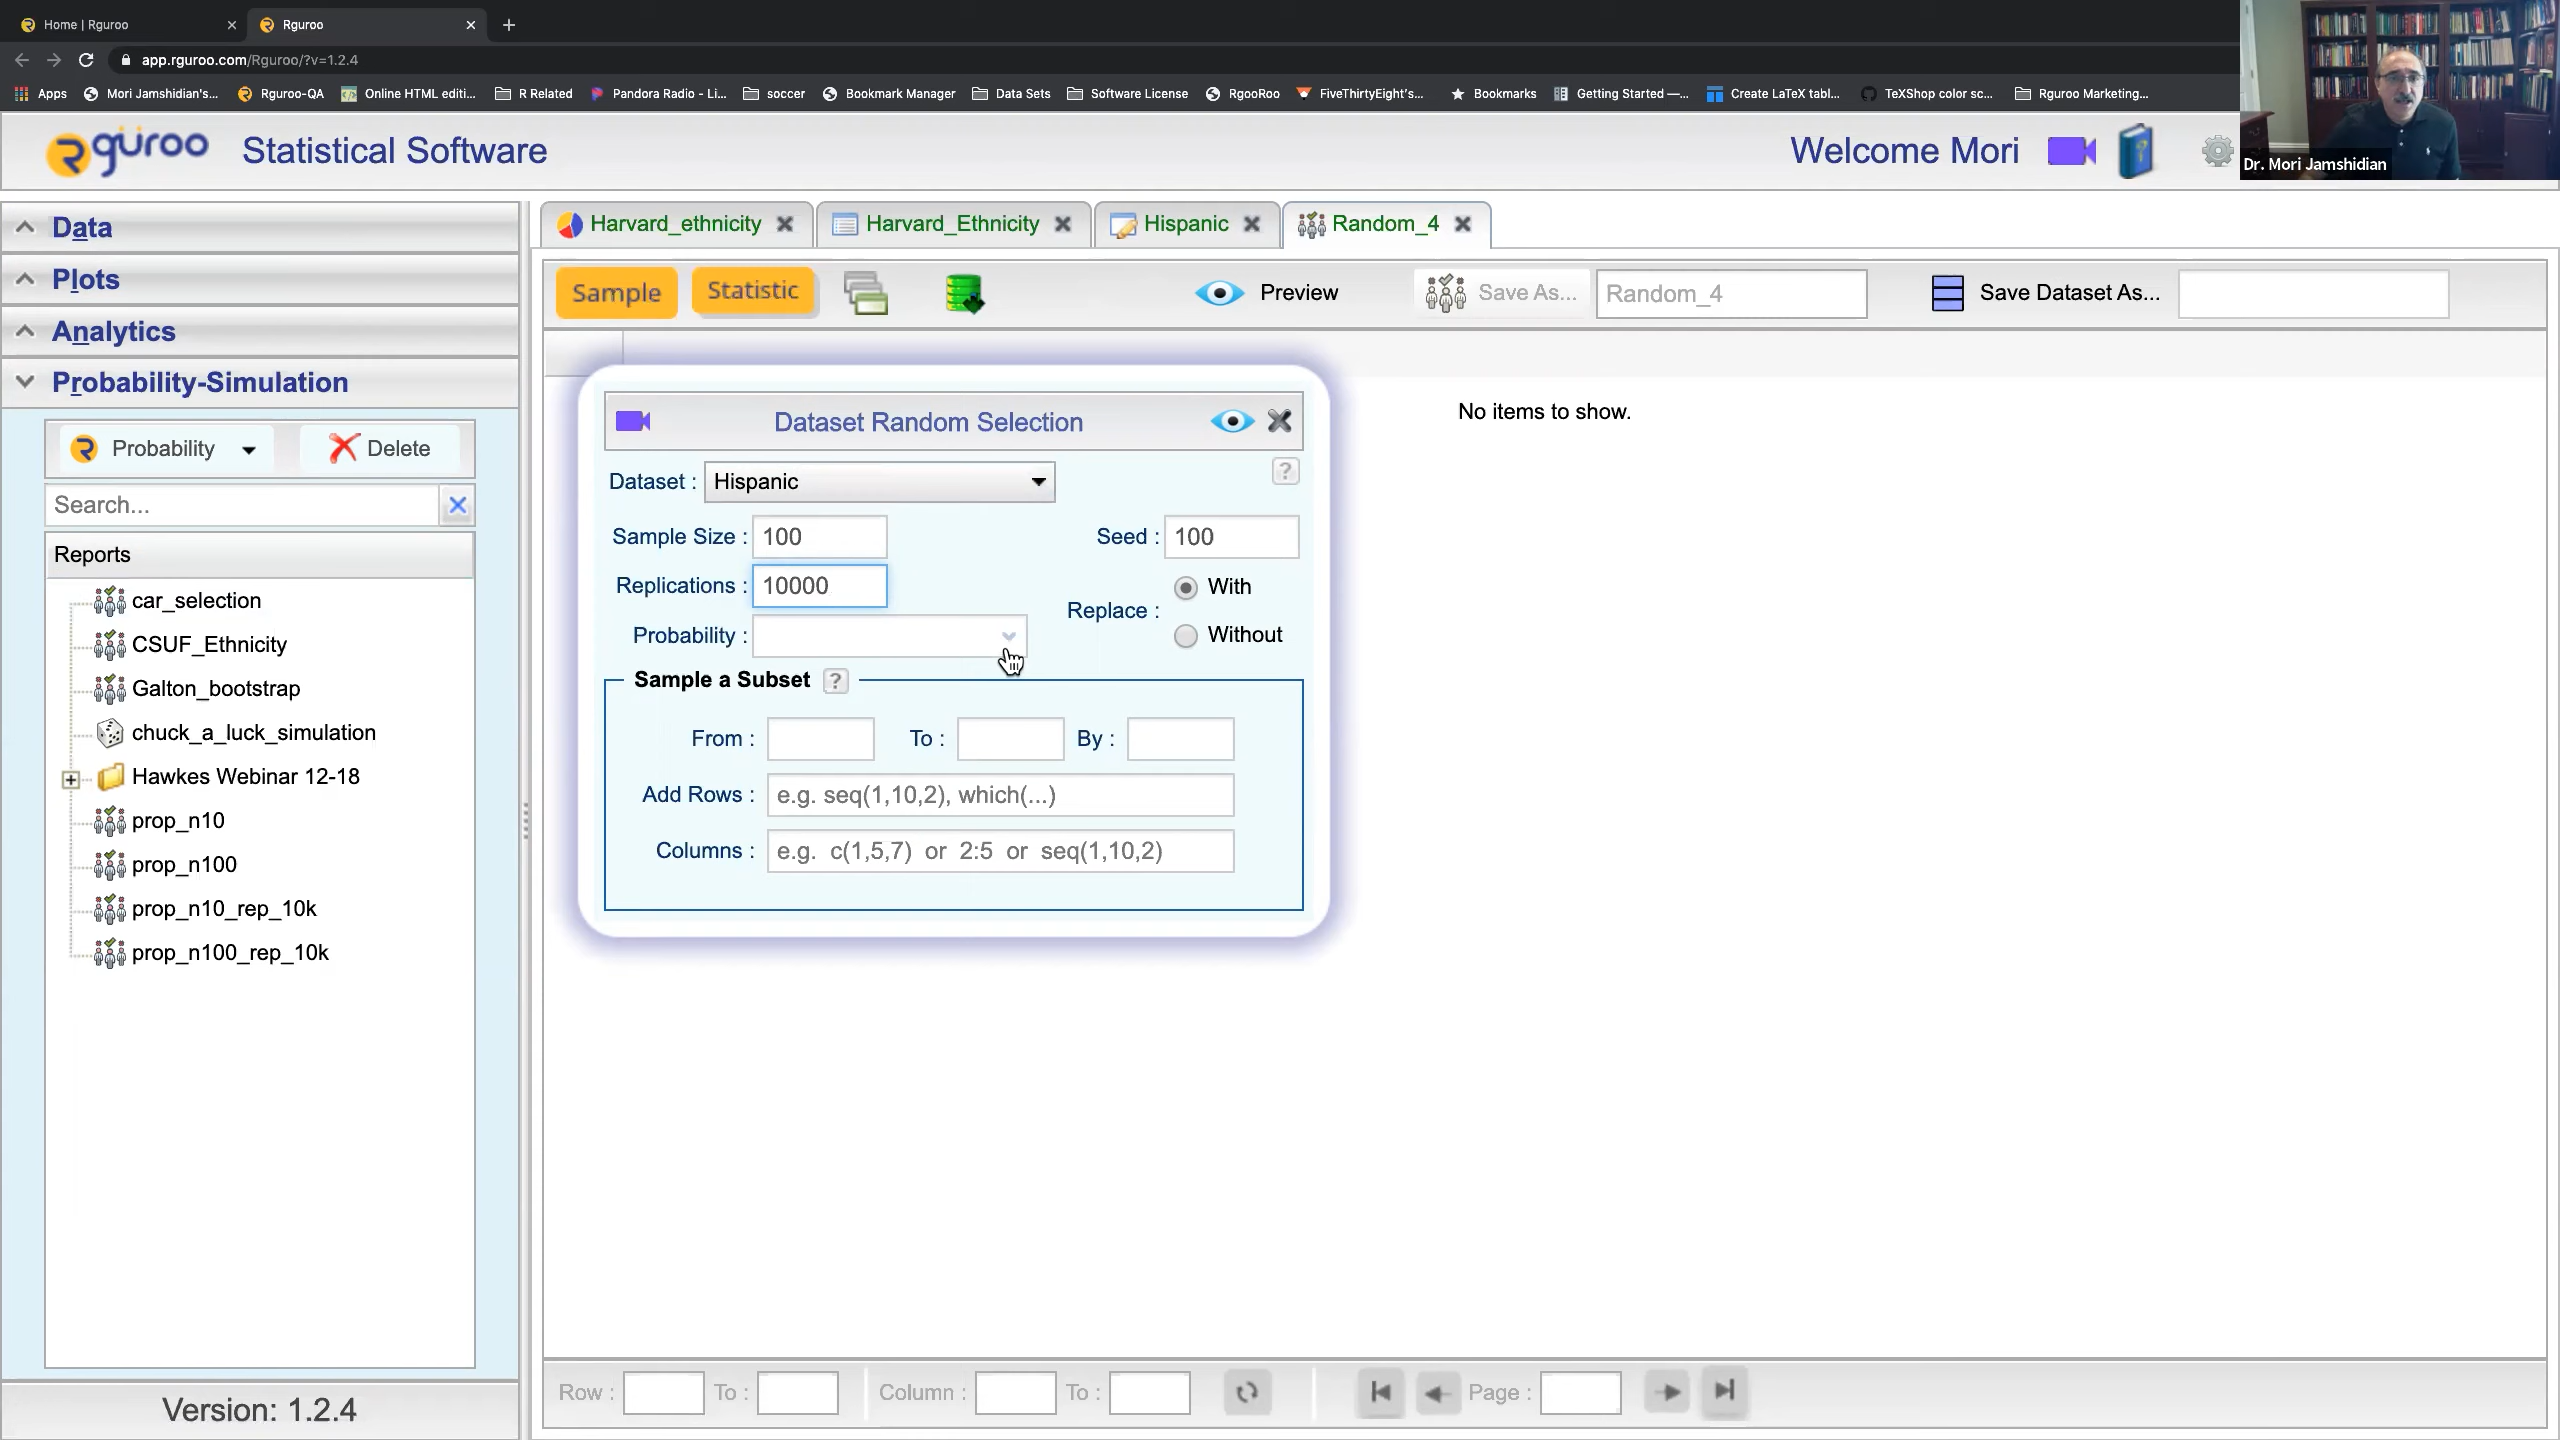 Home | Rguroo
Rguroo
app.rguroo.com/Rguroo/?v=1.2.4
Apps Mori Jamshidian's... Rguroo-QA Online HTML editi... R Related Pandora Radio - Li... soccer Bookmark Manager Data Sets Software License RgooRoo FiveThirtyEight's... Bookmarks Getting Started —... Create LaTeX tabl... TeXShop color sc... Rguroo Marketing...
rguroo Statistical Software
Welcome Mori
Dr. Mori Jamshidian
Data
Plots
Analytics
Probability-Simulation
Probability Delete
Search...
Reports
car_selection
CSUF_Ethnicity
Galton_bootstrap
chuck_a_luck_simulation
Hawkes Webinar 12-18
prop_n10
prop_n100
prop_n10_rep_10k
prop_n100_rep_10k
Version: 1.2.4
Harvard_ethnicity Harvard_Ethnicity Hispanic Random_4
Sample Statistic Preview Save As... Random_4 Save Dataset As...
Dataset Random Selection
Dataset : Hispanic ?
Sample Size : 100 Seed : 100
Replications : 10000
Probability :
Replace : With
Without
Sample a Subset ?
From : To : By :
Add Rows : e.g. seq(1,10,2), which(...)
Columns : e.g. c(1,5,7) or 2:5 or seq(1,10,2)
No items to show.
Row : To : Column : To : Page :